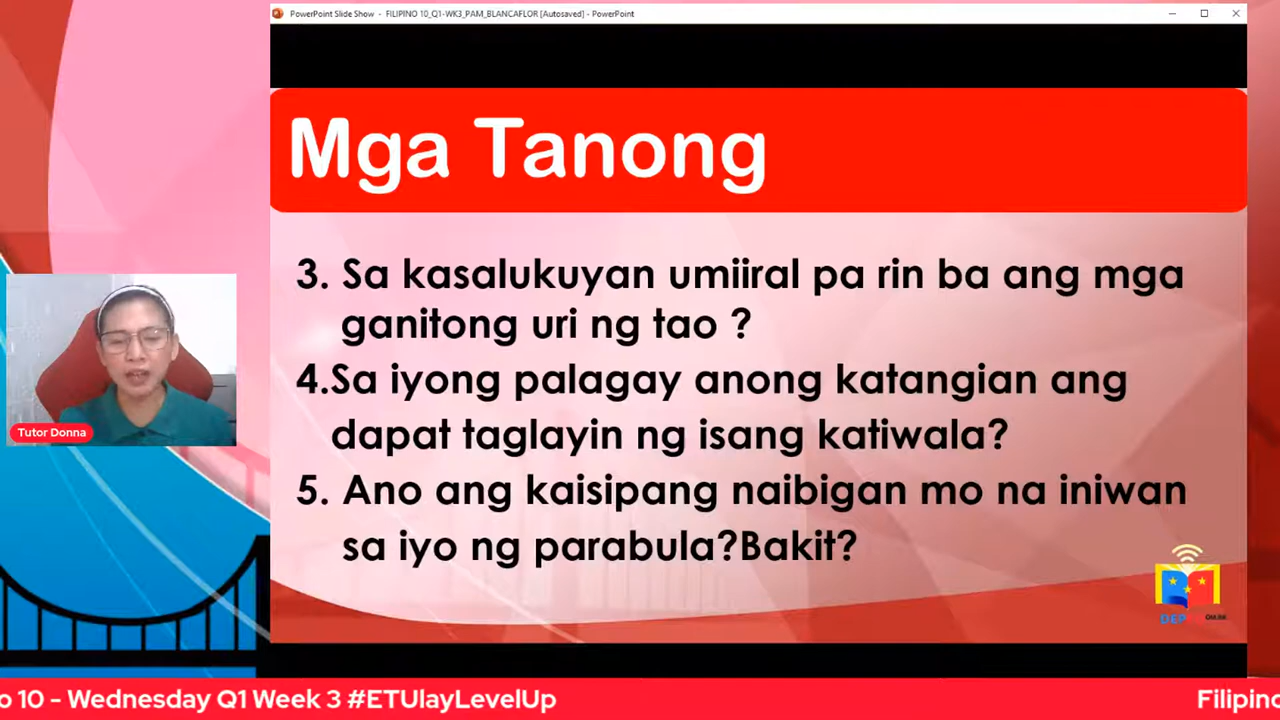 PowerPoint Slide Show - FILIPINO 10_Q1-WK3_PAM_BLANCAFLOR [Autosaved] - PowerPoint
Mga Tanong
3. Sa kasalukuyan umiiral pa rin ba ang mga
ganitong uri ng tao ?
4.Sa iyong palagay anong katangian ang
dapat taglayin ng isang katiwala?
5. Ano ang kaisipang naibigan mo na iniwan
sa iyo ng parabula?Bakit?
Tutor Donna
o 10 - Wednesday Q1 Week 3 #ETUlayLevelUp
Filipino